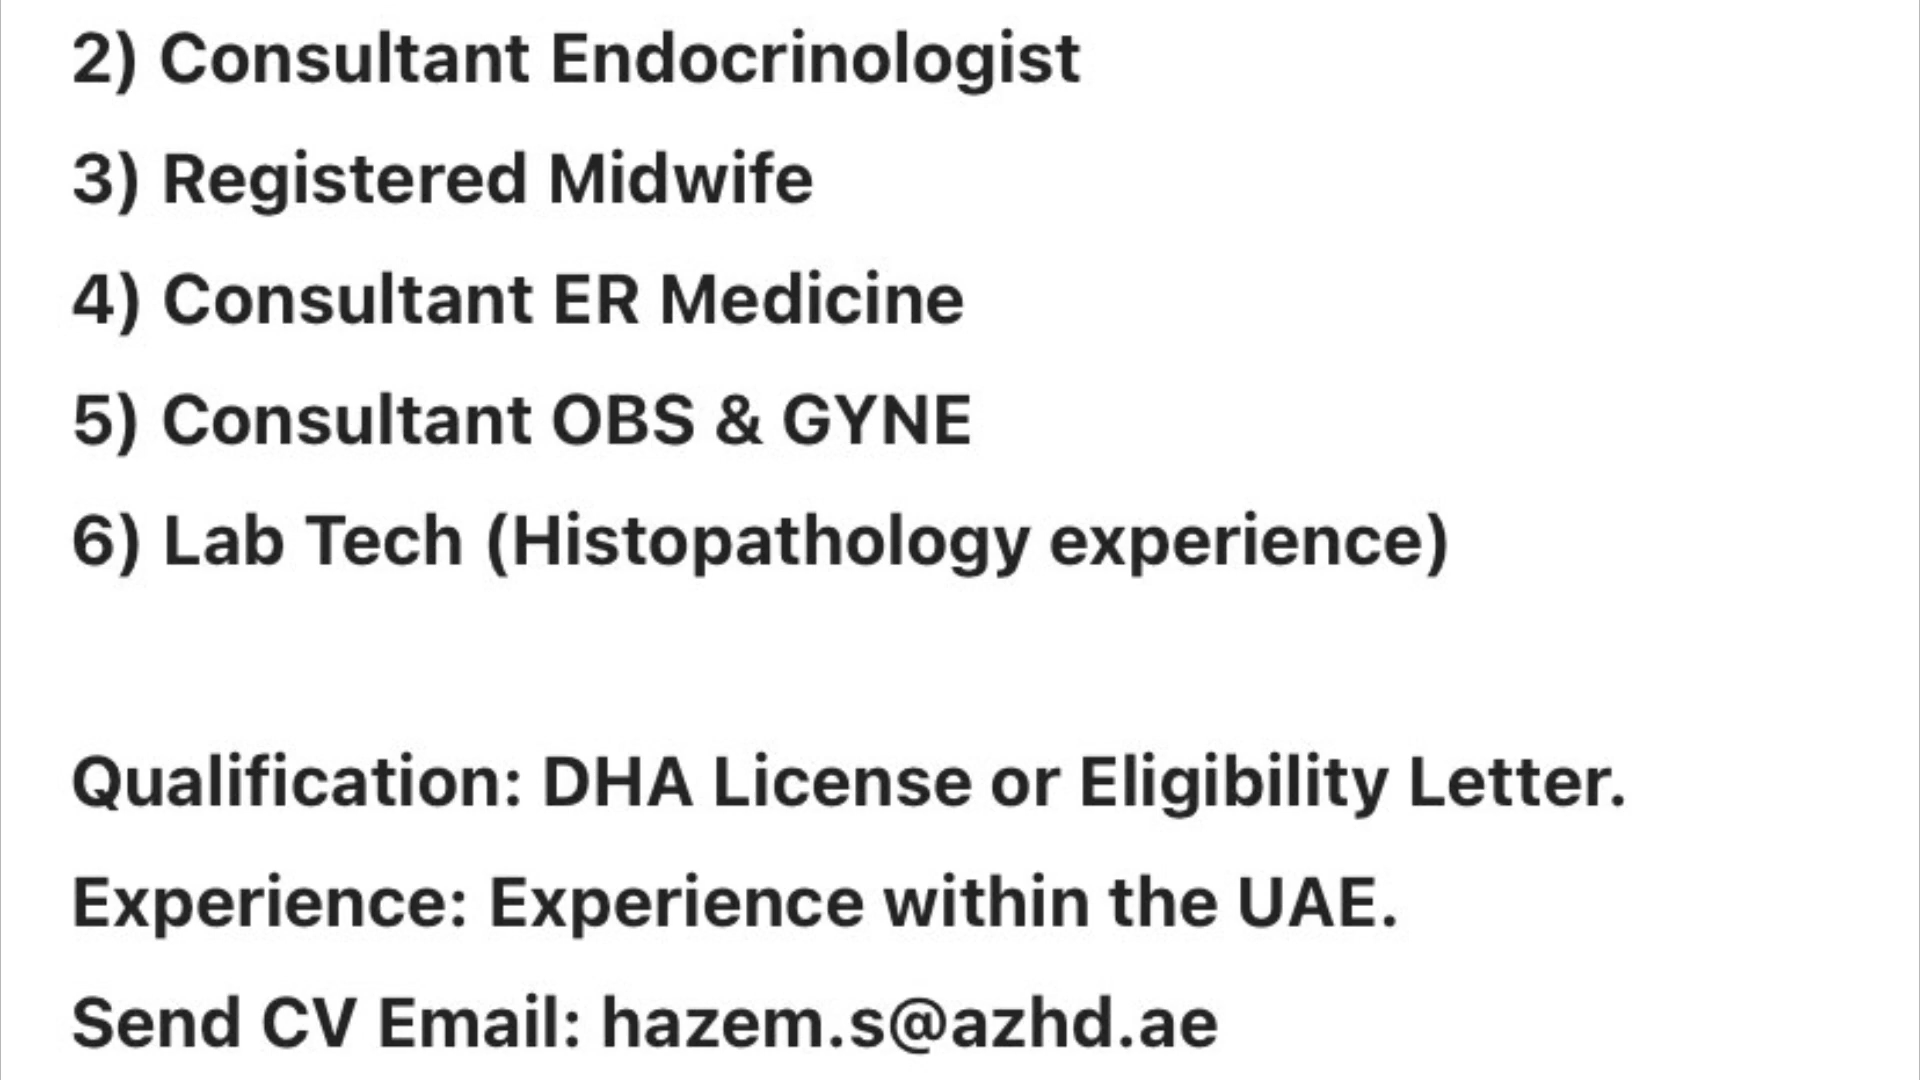 2) Consultant Endocrinologist
3) Registered Midwife
4) Consultant ER Medicine
5) Consultant OBS & GYNE
6) Lab Tech (Histopathology experience)
Qualification: DHA License or Eligibility Letter.
Experience: Experience within the UAE.
Send CV Email: hazem.s@azhd.ae